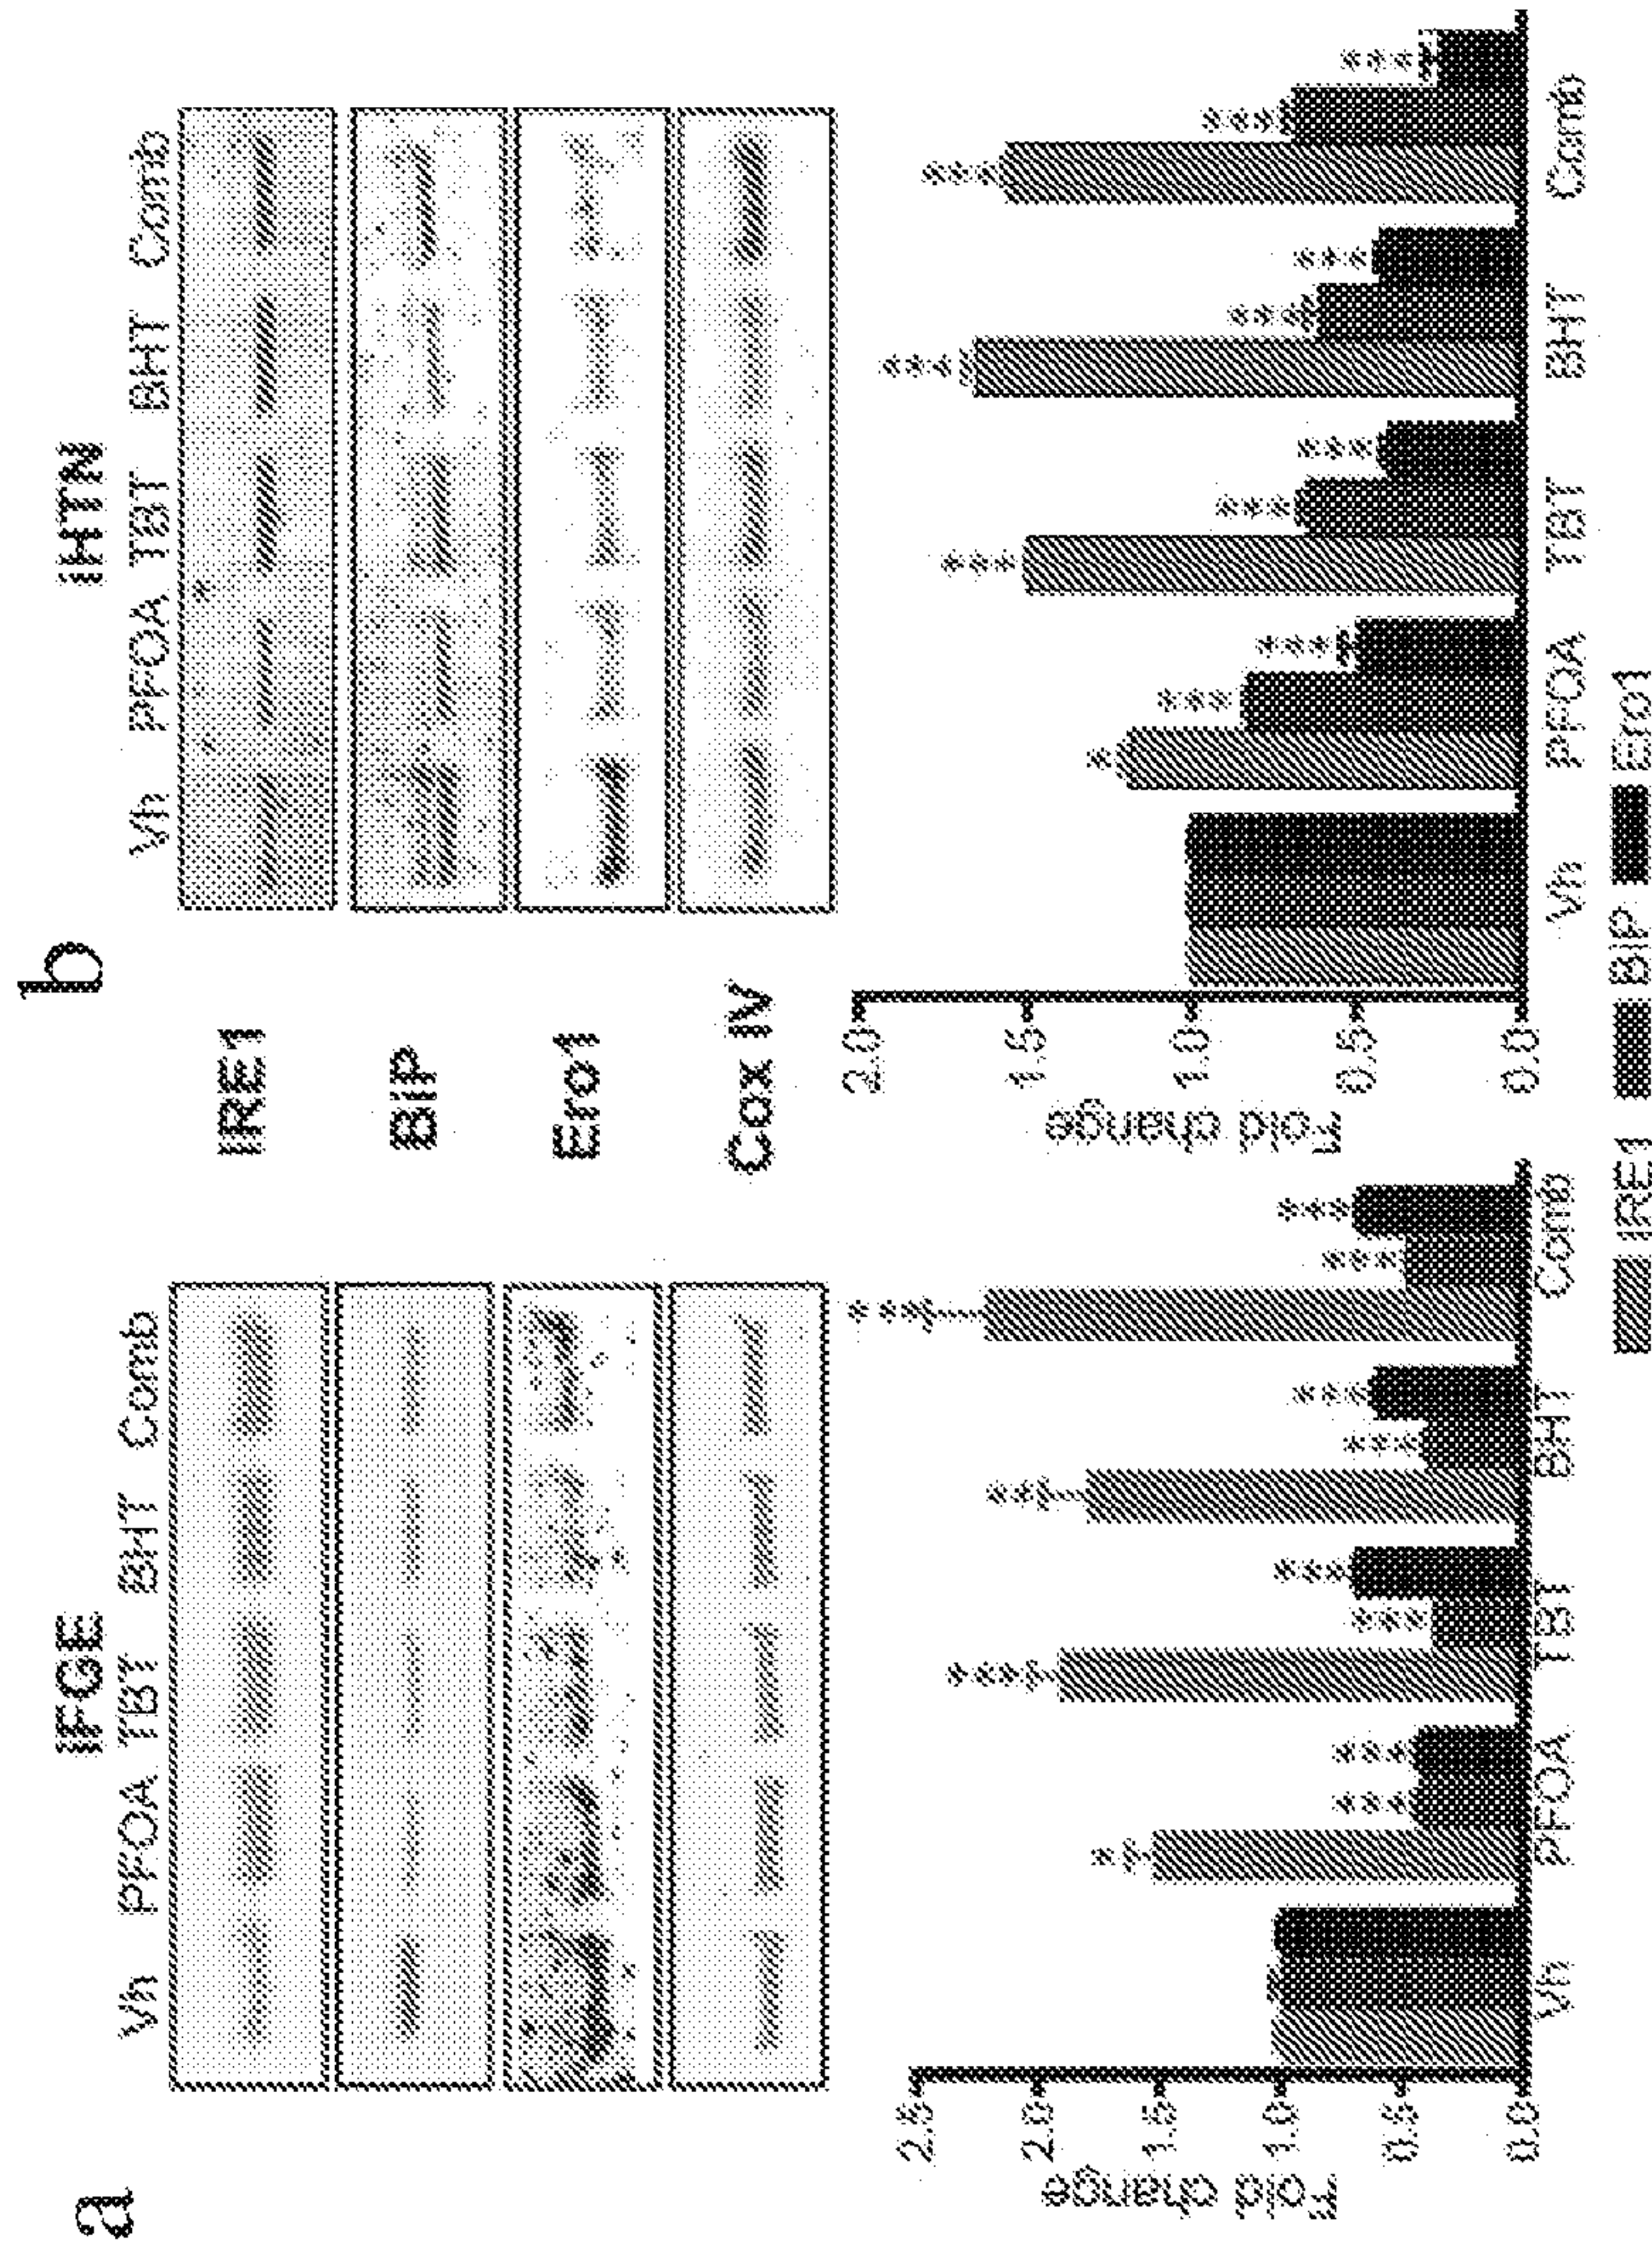 a
iFGE
Vh PFOA TBT BHT Comb
IRE1
BiP
Ero1
Cox IV
b
iHTN
Vh PFOA TBT BHT Comb
Fold change
2.5
2.0
1.5
1.0
0.5
0.0
* *** *** *** *** *** ** *** *** *** *** ***
Vh PFOA TBT BHT Comb
Fold change
2.0
1.5
1.0
0.5
0.0
* *** *** *** *** *** *** *** *** *** *** ***
Vh PFOA TBT BHT Comb
IRE1 BiP Ero1